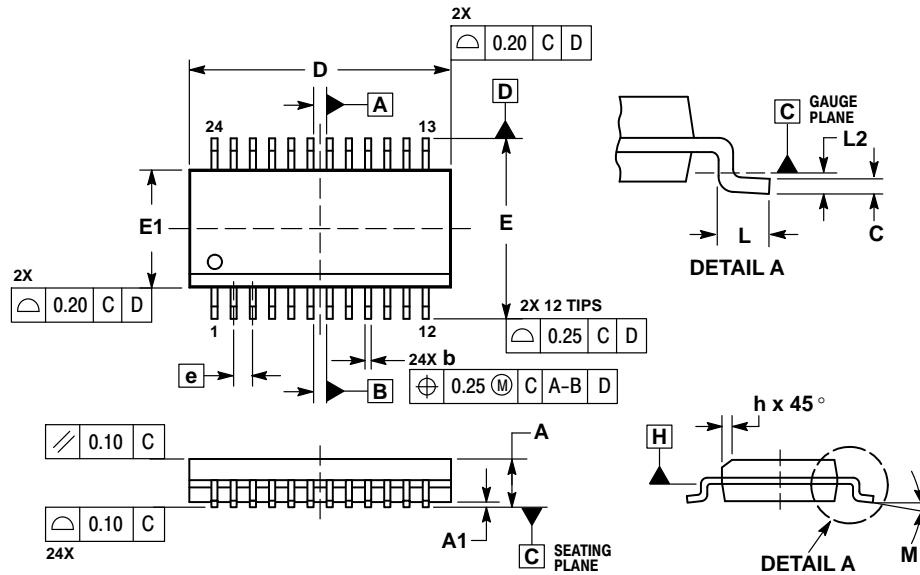 2X
⌓ 0.20 C D
D
A
D
24
13
E1
E
2X
⌓ 0.20 C D
1
12
2X 12 TIPS
⌓ 0.25 C D
e
24X b
B
⌖ 0.25 Ⓜ C A-B D
C GAUGE
PLANE
L2
L
C
DETAIL A
// 0.10 C
A
⌓ 0.10 C
24X
A1
C SEATING
PLANE
h x 45°
H
M
DETAIL A